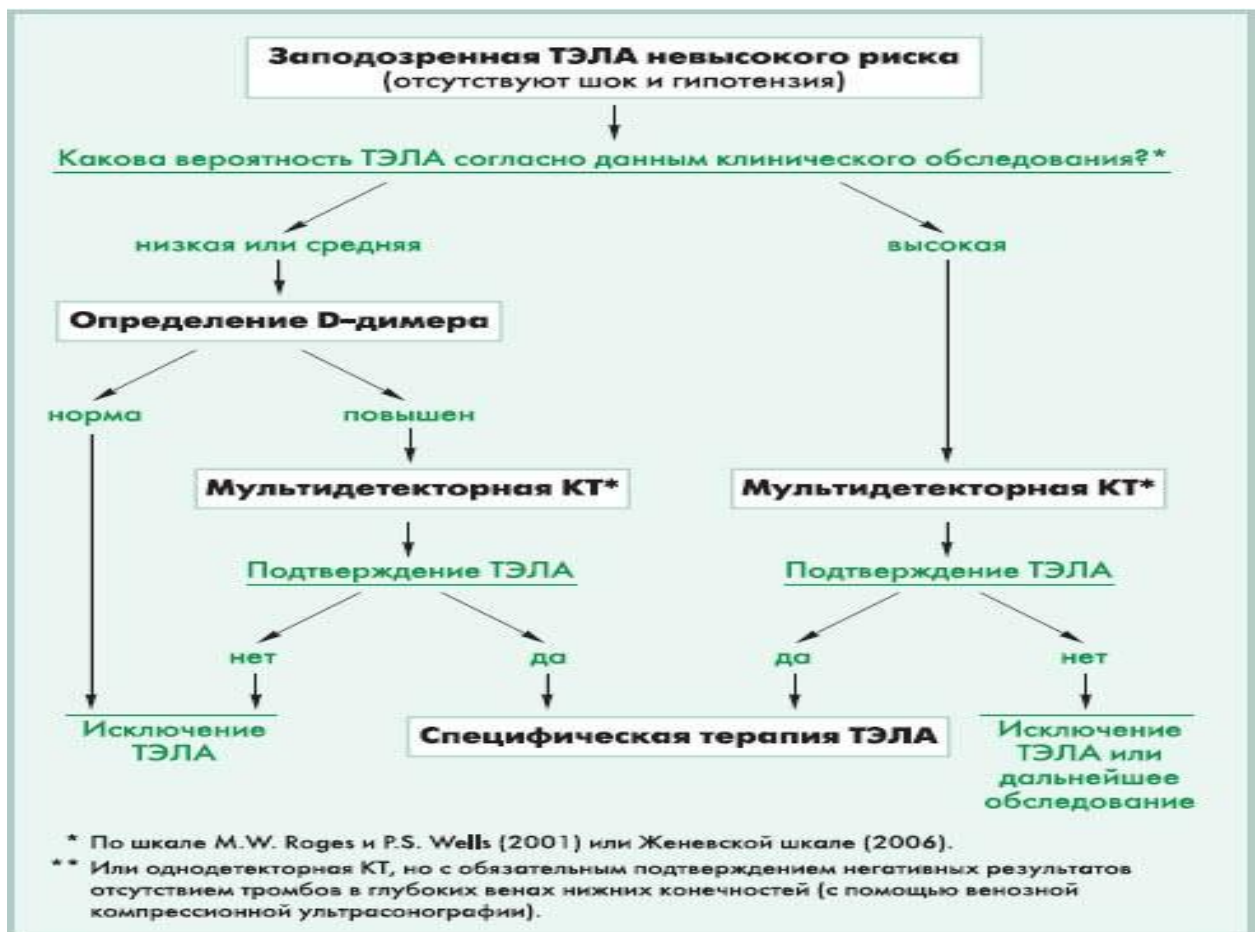 Заподозренная ТЭЛА невысокого риска
(отсутствуют шок и гипотензия)
Какова вероятность ТЭЛА согласно данным клинического обследования?*
низкая или средняя
высокая
Определение D–димера
норма
повышен
Мультидетекторная КТ*
Мультидетекторная КТ*
Подтверждение ТЭЛА
Подтверждение ТЭЛА
нет
да
да
нет
Исключение
ТЭЛА
Специфическая терапия ТЭЛА
Исключение
ТЭЛА или
дальнейшее
обследование
* По шкале M.W. Roges и P.S. Wells (2001) или Женевской шкале (2006).
** Или однодетекторная КТ, но с обязательным подтверждением негативных результатов
отсутствием тромбов в глубоких венах нижних конечностей (с помощью венозной
компрессионной ультрасонографии).